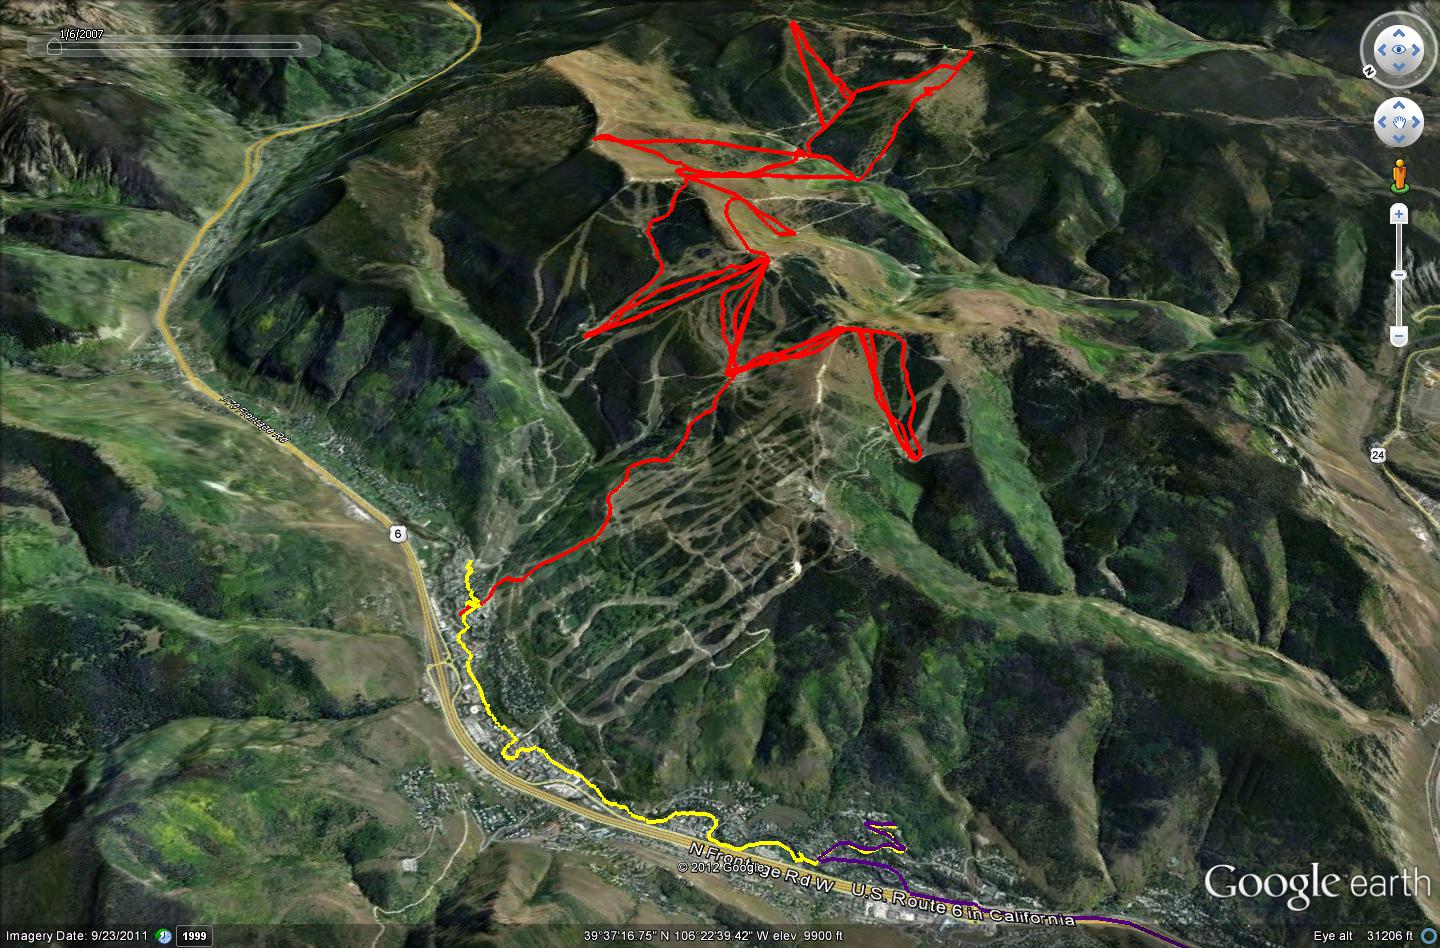 1/6/2007
N
6
24
N Frontage Rd W
U.S. Route 6 in California
© 2012 Google
Google earth
Imagery Date: 9/23/2011
1999
39°37'16.75" N 106°22'39.42" W elev 9900 ft
Eye alt 31206 ft